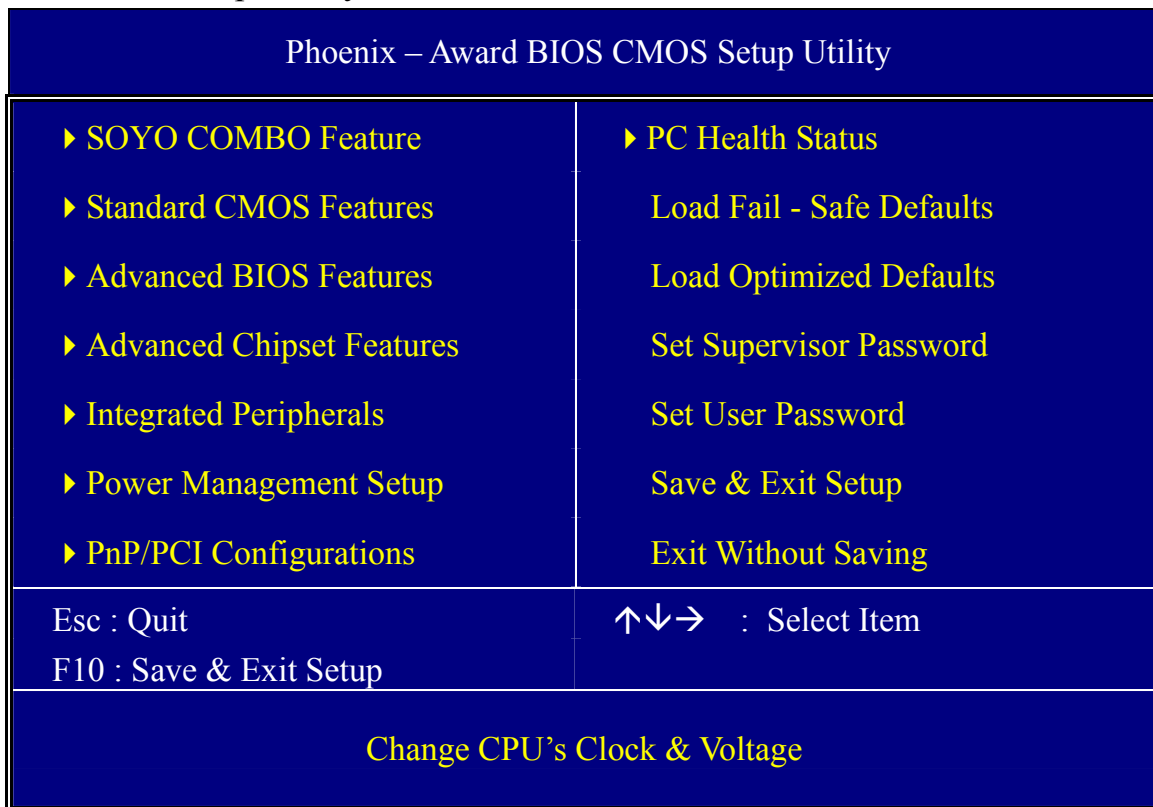 Phoenix – Award BIOS CMOS Setup Utility
SOYO COMBO Feature
Standard CMOS Features
Advanced BIOS Features
Advanced Chipset Features
Integrated Peripherals
Power Management Setup
PnP/PCI Configurations
PC Health Status
Load Fail - Safe Defaults
Load Optimized Defaults
Set Supervisor Password
Set User Password
Save & Exit Setup
Exit Without Saving
Esc : Quit
F10 : Save & Exit Setup
↑↓→ : Select Item
Change CPU’s Clock & Voltage